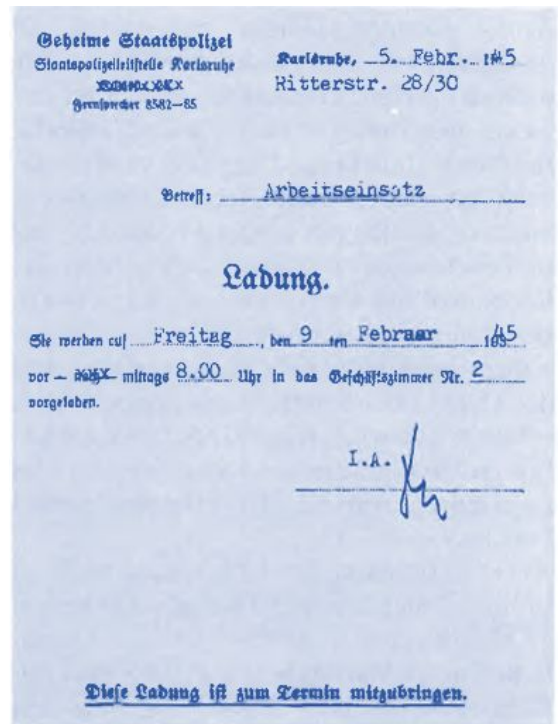 Geheime Staatspolizei
Staatspolizeileitstelle Karlsruhe
Fernsprecher 8582—85
Karlsruhe, 5. Febr. 1945
Ritterstr. 28/30
Betreff: Arbeitseinsatz
Ladung.
Sie werden auf Freitag, den 9 ten Februar 1945
vor — mittags 8.00 Uhr in das Geschäftszimmer Nr. 2
vorgeladen.
I.A.
Diese Ladung ist zum Termin mitzubringen.